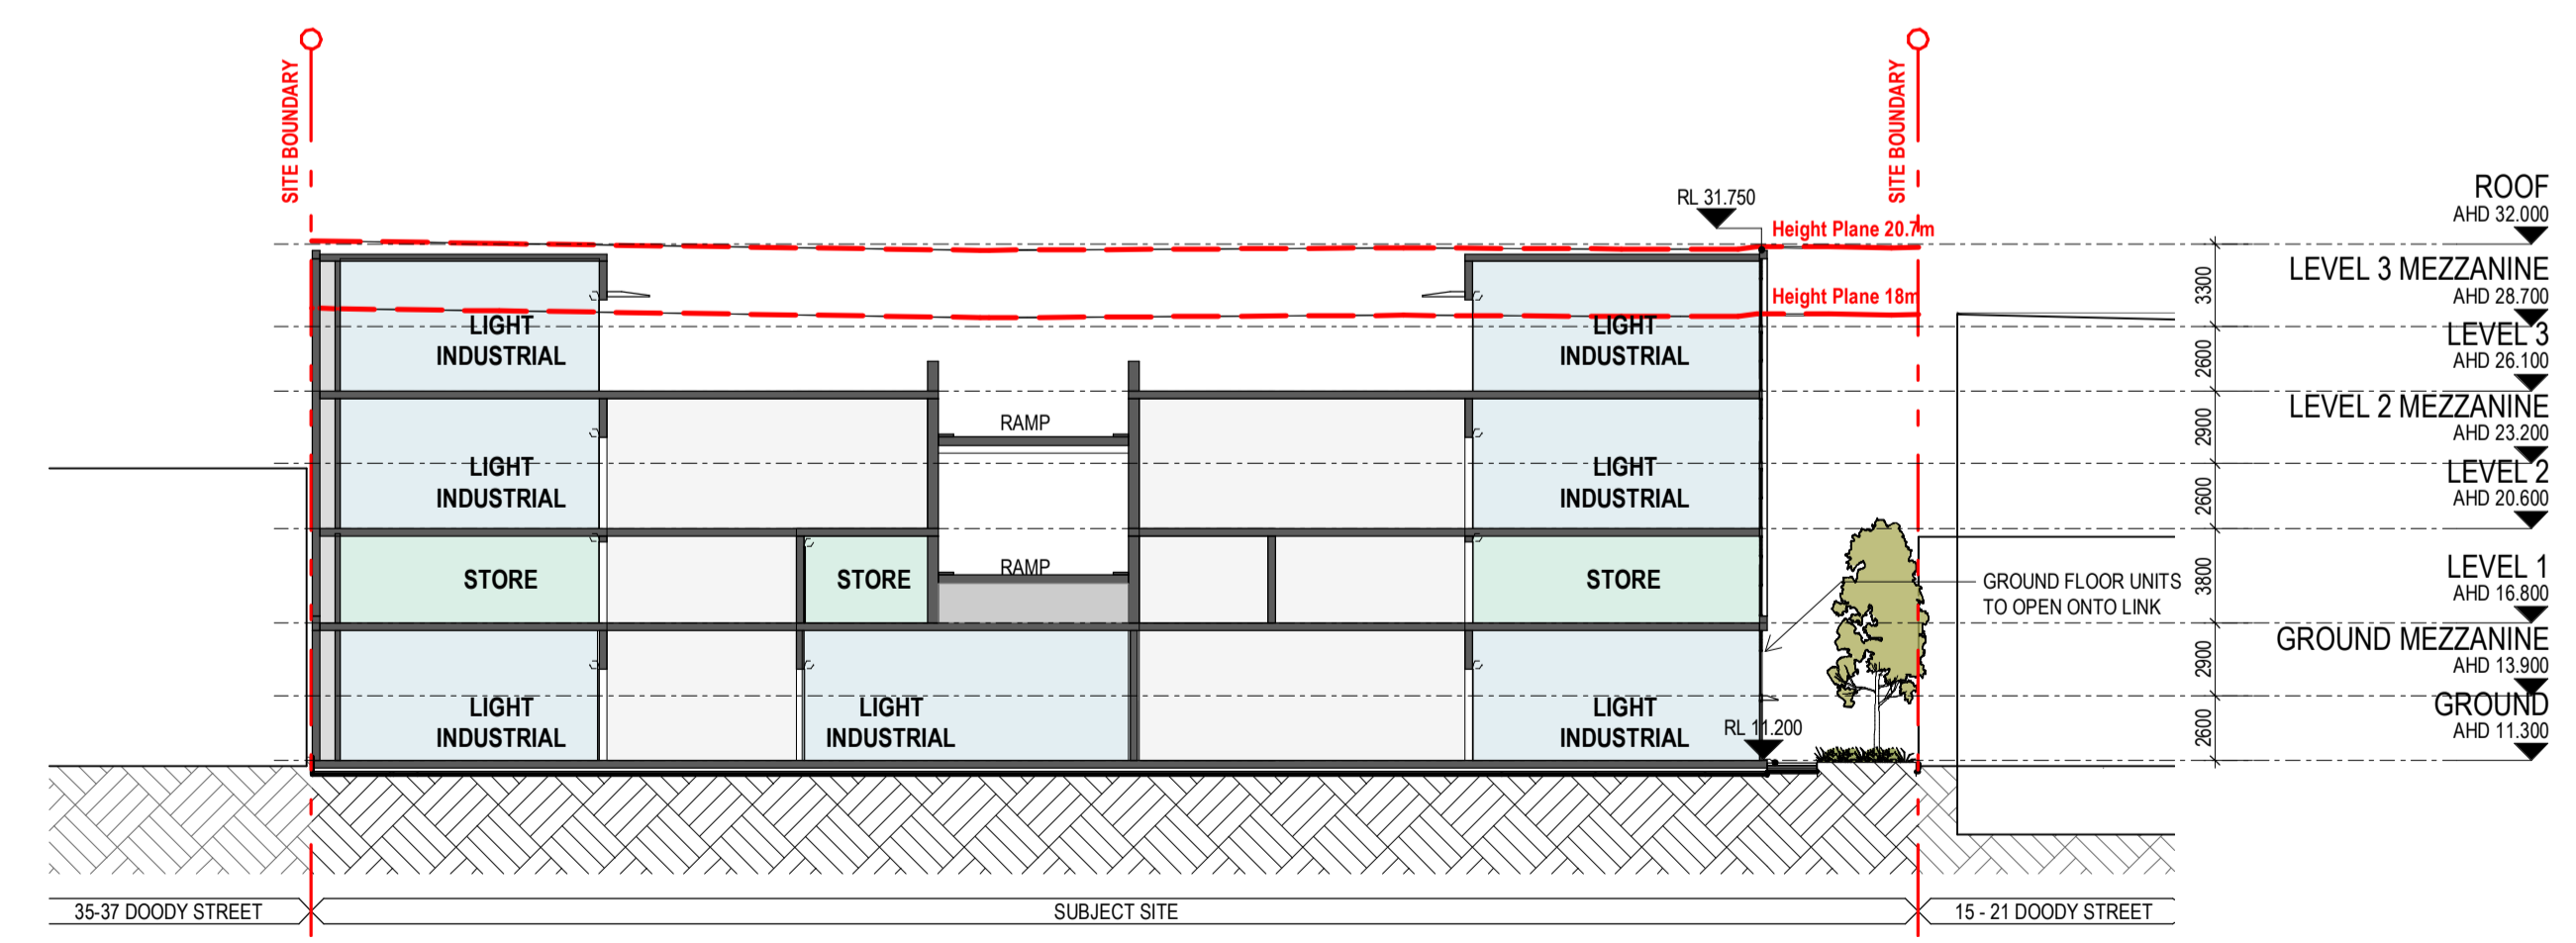 SITE BOUNDARY
SITE BOUNDARY
RL 31.750
Height Plane 20.7m
Height Plane 18m
ROOF
AHD 32.000
3300
LEVEL 3 MEZZANINE
AHD 28.700
2600
LEVEL 3
AHD 26.100
2900
LEVEL 2 MEZZANINE
AHD 23.200
2600
LEVEL 2
AHD 20.600
3800
LEVEL 1
AHD 16.800
2900
GROUND MEZZANINE
AHD 13.900
2600
GROUND
AHD 11.300
LIGHT
INDUSTRIAL
LIGHT
INDUSTRIAL
RAMP
LIGHT
INDUSTRIAL
LIGHT
INDUSTRIAL
STORE
STORE
RAMP
STORE
GROUND FLOOR UNITS
TO OPEN ONTO LINK
LIGHT
INDUSTRIAL
LIGHT
INDUSTRIAL
LIGHT
INDUSTRIAL
RL 11.200
35-37 DOODY STREET
SUBJECT SITE
15 - 21 DOODY STREET